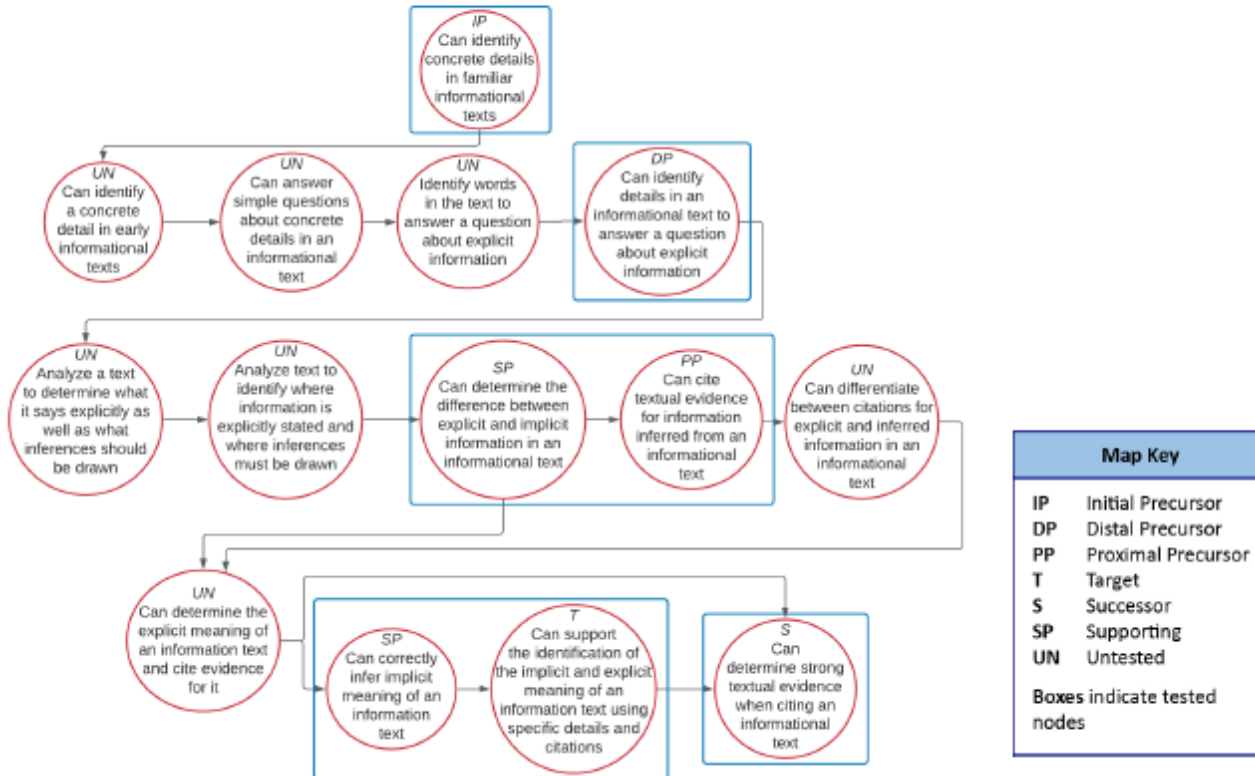 IP
Can identify
concrete details
in familiar
informational
texts
UN
Can identify
a concrete
detail in early
informational
texts
UN
Can answer
simple questions
about concrete
details in an
informational
text
UN
Identify words
in the text to
answer a question
about explicit
information
DP
Can identify
details in an
informational text to
answer a question
about explicit
information
UN
Analyze a text
to determine what
it says explicitly as
well as what
inferences should
be drawn
UN
Analyze text to
identify where
information is
explicitly stated and
where inferences
must be drawn
SP
Can determine the
difference between
explicit and implicit
information in an
informational text
PP
Can cite
textual evidence
for information
inferred from an
informational
text
UN
Can differentiate
between citations for
explicit and inferred
information in an
informational
text
UN
Can determine the
explicit meaning of
an information text
and cite evidence
for it
SP
Can correctly
infer implicit
meaning of an
information
text
T
Can support
the identification of
the implicit and explicit
meaning of an
information text using
specific details and
citations
S
Can
determine strong
textual evidence
when citing an
informational
text
Map Key
IP Initial Precursor
DP Distal Precursor
PP Proximal Precursor
T Target
S Successor
SP Supporting
UN Untested
Boxes indicate tested
nodes